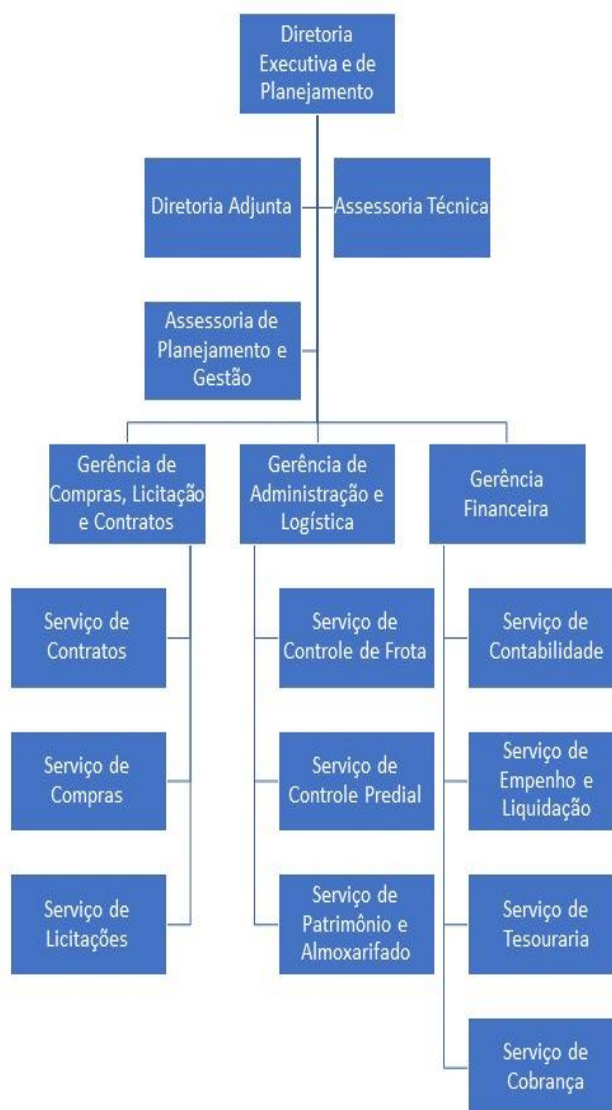 Diretoria
Executiva e de
Planejamento
Diretoria Adjunta
Assessoria Técnica
Assessoria de
Planejamento e
Gestão
Gerência de
Compras, Licitação
e Contratos
Gerência de
Administração e
Logística
Gerência
Financeira
Serviço de
Contratos
Serviço de
Controle de Frota
Serviço de
Contabilidade
Serviço de
Compras
Serviço de
Controle Predial
Serviço de
Empenho e
Liquidação
Serviço de
Licitações
Serviço de
Patrimônio e
Almoxarifado
Serviço de
Tesouraria
Serviço de
Cobrança